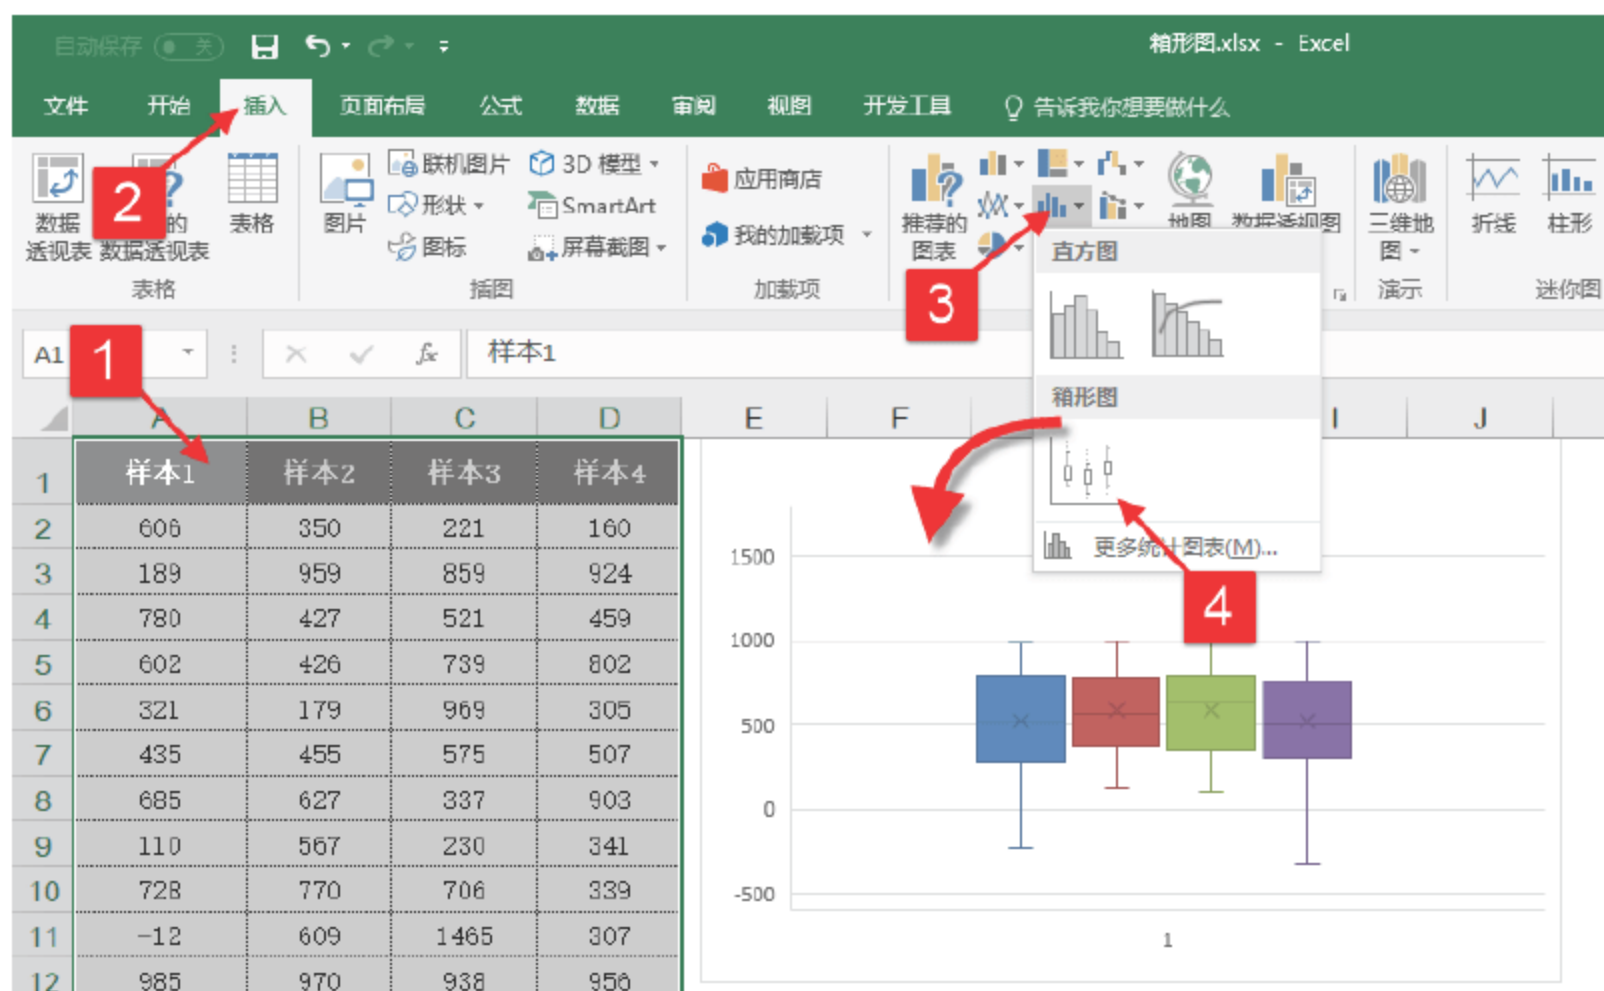 自动保存 关 箱形图.xlsx - Excel
文件 开始 插入 页面布局 公式 数据 审阅 视图 开发工具 告诉我你想要做什么
数据
透视表
2
的
数据透视表
表格
表格
图片
联机图片
形状
图标
3D 模型
SmartArt
屏幕截图
插图
应用商店
我的加载项
加载项
推荐的
图表
地图
数据透视图
三维地
图
演示
折线
柱形
迷你图
3
直方图
箱形图
更多统计图表(M)...
4
A1
1
fx
样本1
A B C D E F I J
1 样本1 样本2 样本3 样本4
2 606 350 221 160
3 189 959 859 924
4 780 427 521 459
5 602 426 739 802
6 321 179 969 305
7 435 455 575 507
8 685 627 337 903
9 110 567 230 341
10 728 770 706 339
11 -12 609 1465 307
12 985 970 938 956
1500
1000
500
0
-500
1